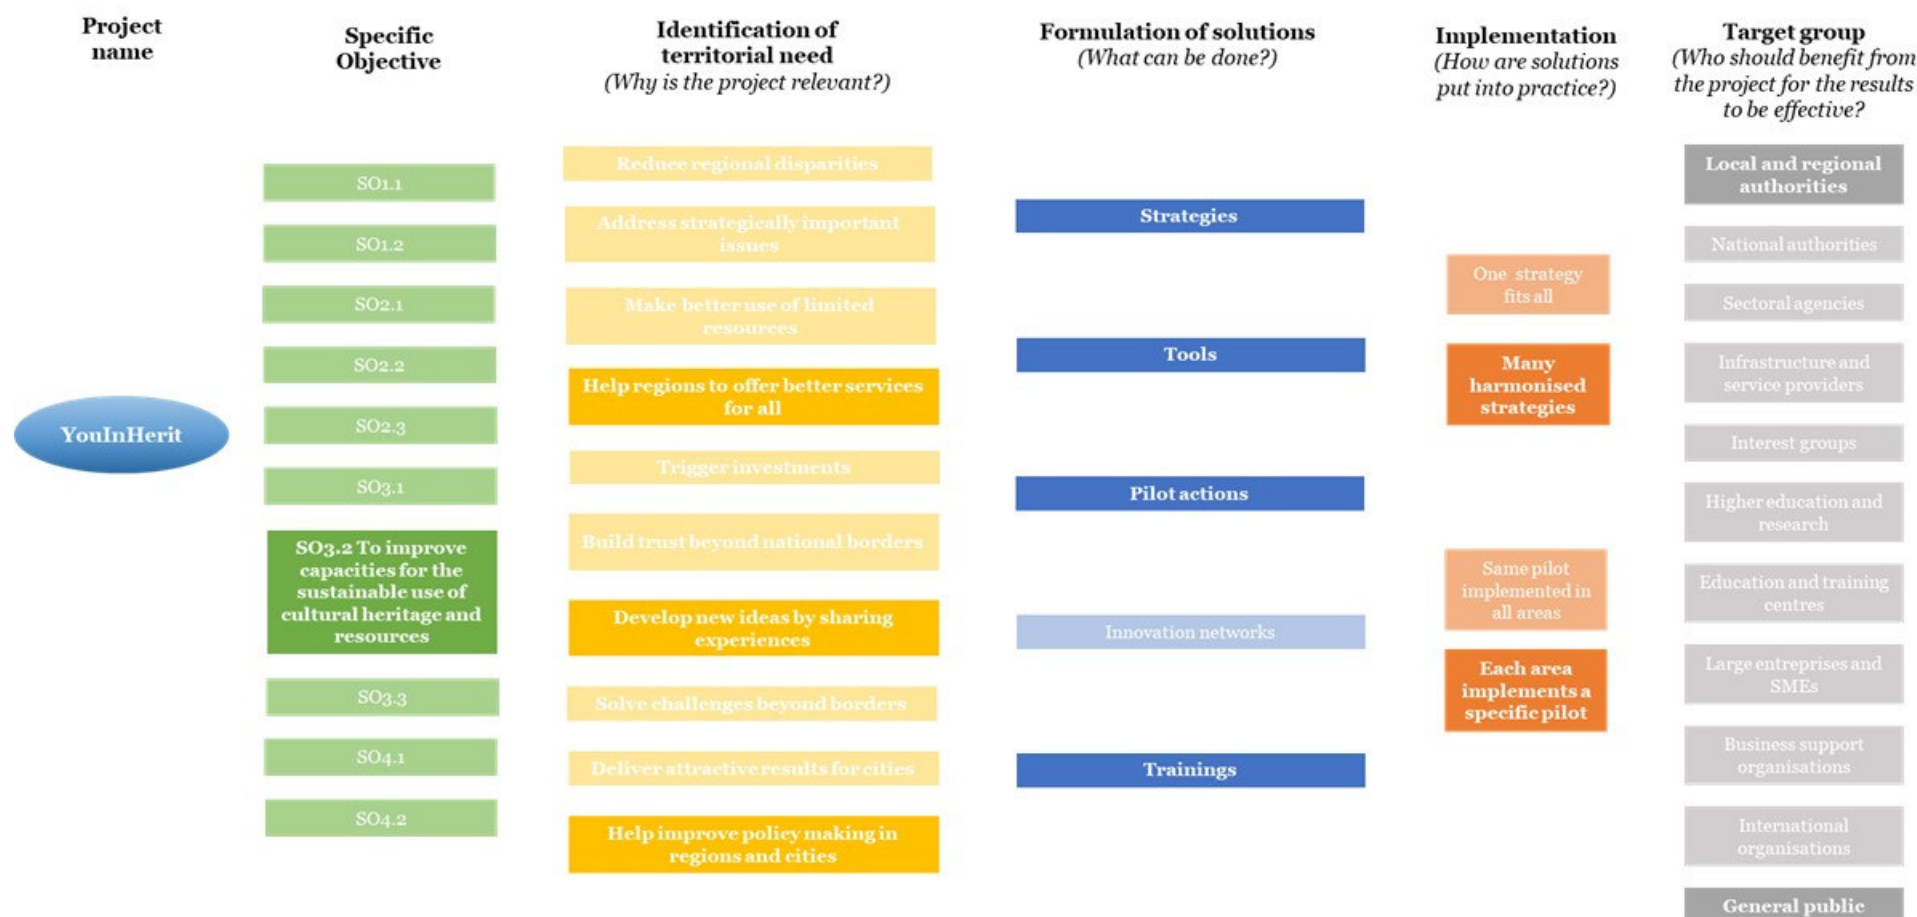 Project
name
Specific
Objective
Identification of
territorial need
(Why is the project relevant?)
Formulation of solutions
(What can be done?)
Implementation
(How are solutions
put into practice?)
Target group
(Who should benefit from
the project for the results
to be effective?
YouInHerit
SO1.1
SO1.2
SO2.1
SO2.2
SO2.3
SO3.1
SO3.2 To improve
capacities for the
sustainable use of
cultural heritage and
resources
SO3.3
SO4.1
SO4.2
Reduce regional disparities
Address strategically important
issues
Make better use of limited
resources
Help regions to offer better services
for all
Trigger investments
Build trust beyond national borders
Develop new ideas by sharing
experiences
Solve challenges beyond borders
Deliver attractive results for cities
Help improve policy making in
regions and cities
Strategies
Tools
Pilot actions
Innovation networks
Trainings
One strategy
fits all
Many
harmonised
strategies
Same pilot
implemented in
all areas
Each area
implements a
specific pilot
Local and regional
authorities
National authorities
Sectoral agencies
Infrastructure and
service providers
Interest groups
Higher education and
research
Education and training
centres
Large entreprises and
SMEs
Business support
organisations
International
organisations
General public